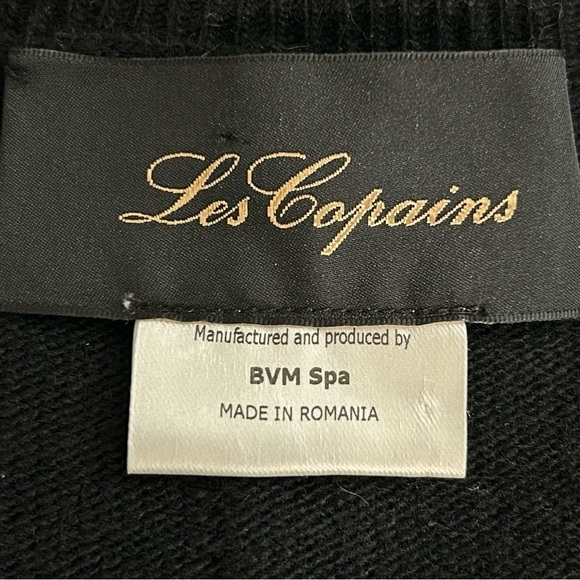 Les Copains
Manufactured and produced by
BVM Spa
MADE IN ROMANIA